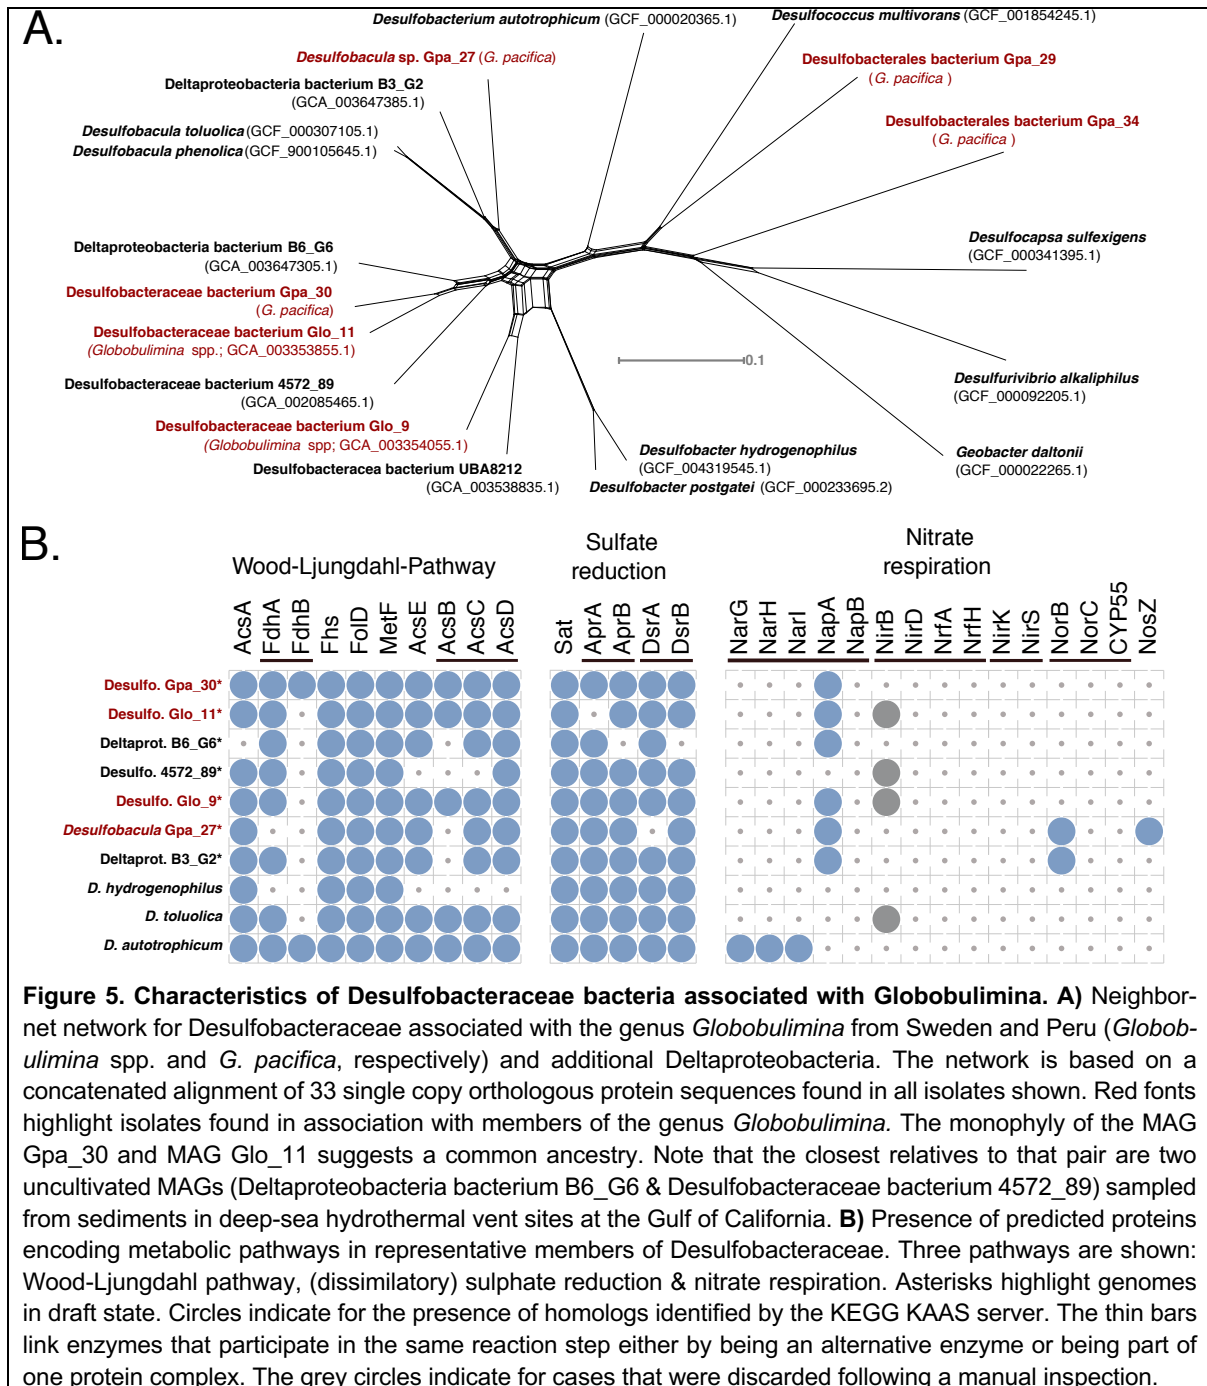 A.
Desulfobacterium autotrophicum (GCF_000020365.1)
Desulfococcus multivorans (GCF_001854245.1)
Desulfobacula sp. Gpa_27 (G. pacifica)
Desulfobacterales bacterium Gpa_29
(G. pacifica )
Deltaproteobacteria bacterium B3_G2
(GCA_003647385.1)
Desulfobacterales bacterium Gpa_34
(G. pacifica )
Desulfobacula toluolica (GCF_000307105.1)
Desulfobacula phenolica (GCF_900105645.1)
Deltaproteobacteria bacterium B6_G6
(GCA_003647305.1)
Desulfocapsa sulfexigens
(GCF_000341395.1)
Desulfobacteraceae bacterium Gpa_30
(G. pacifica)
Desulfobacteraceae bacterium Glo_11
(Globobulimina spp.; GCA_003353855.1)
0.1
Desulfobacteraceae bacterium 4572_89
(GCA_002085465.1)
Desulfurivibrio alkaliphilus
(GCF_000092205.1)
Desulfobacteraceae bacterium Glo_9
(Globobulimina spp; GCA_003354055.1)
Desulfobacteracea bacterium UBA8212
(GCA_003538835.1)
Desulfobacter hydrogenophilus
(GCF_004319545.1)
Desulfobacter postgatei (GCF_000233695.2)
Geobacter daltonii
(GCF_000022265.1)
B.
Wood-Ljungdahl-Pathway
Sulfate
reduction
Nitrate
respiration
AcsA FdhA FdhB Fhs FolD MetF AcsE AcsB AcsC AcsD Sat AprA AprB DsrA DsrB NarG NarH NarI NapA NapB NirB NirD NrfA NrfH NirK NirS NorB NorC CYP55 NosZ
Desulfo. Gpa_30*
Desulfo. Glo_11*
Deltaprot. B6_G6*
Desulfo. 4572_89*
Desulfo. Glo_9*
Desulfobacula Gpa_27*
Deltaprot. B3_G2*
D. hydrogenophilus
D. toluolica
D. autotrophicum
Figure 5. Characteristics of Desulfobacteraceae bacteria associated with Globobulimina. A) Neighbor-
net network for Desulfobacteraceae associated with the genus Globobulimina from Sweden and Peru (Globob-
ulimina spp. and G. pacifica, respectively) and additional Deltaproteobacteria. The network is based on a
concatenated alignment of 33 single copy orthologous protein sequences found in all isolates shown. Red fonts
highlight isolates found in association with members of the genus Globobulimina. The monophyly of the MAG
Gpa_30 and MAG Glo_11 suggests a common ancestry. Note that the closest relatives to that pair are two
uncultivated MAGs (Deltaproteobacteria bacterium B6_G6 & Desulfobacteraceae bacterium 4572_89) sampled
from sediments in deep-sea hydrothermal vent sites at the Gulf of California. B) Presence of predicted proteins
encoding metabolic pathways in representative members of Desulfobacteraceae. Three pathways are shown:
Wood-Ljungdahl pathway, (dissimilatory) sulphate reduction & nitrate respiration. Asterisks highlight genomes
in draft state. Circles indicate for the presence of homologs identified by the KEGG KAAS server. The thin bars
link enzymes that participate in the same reaction step either by being an alternative enzyme or being part of
one protein complex. The grey circles indicate for cases that were discarded following a manual inspection.